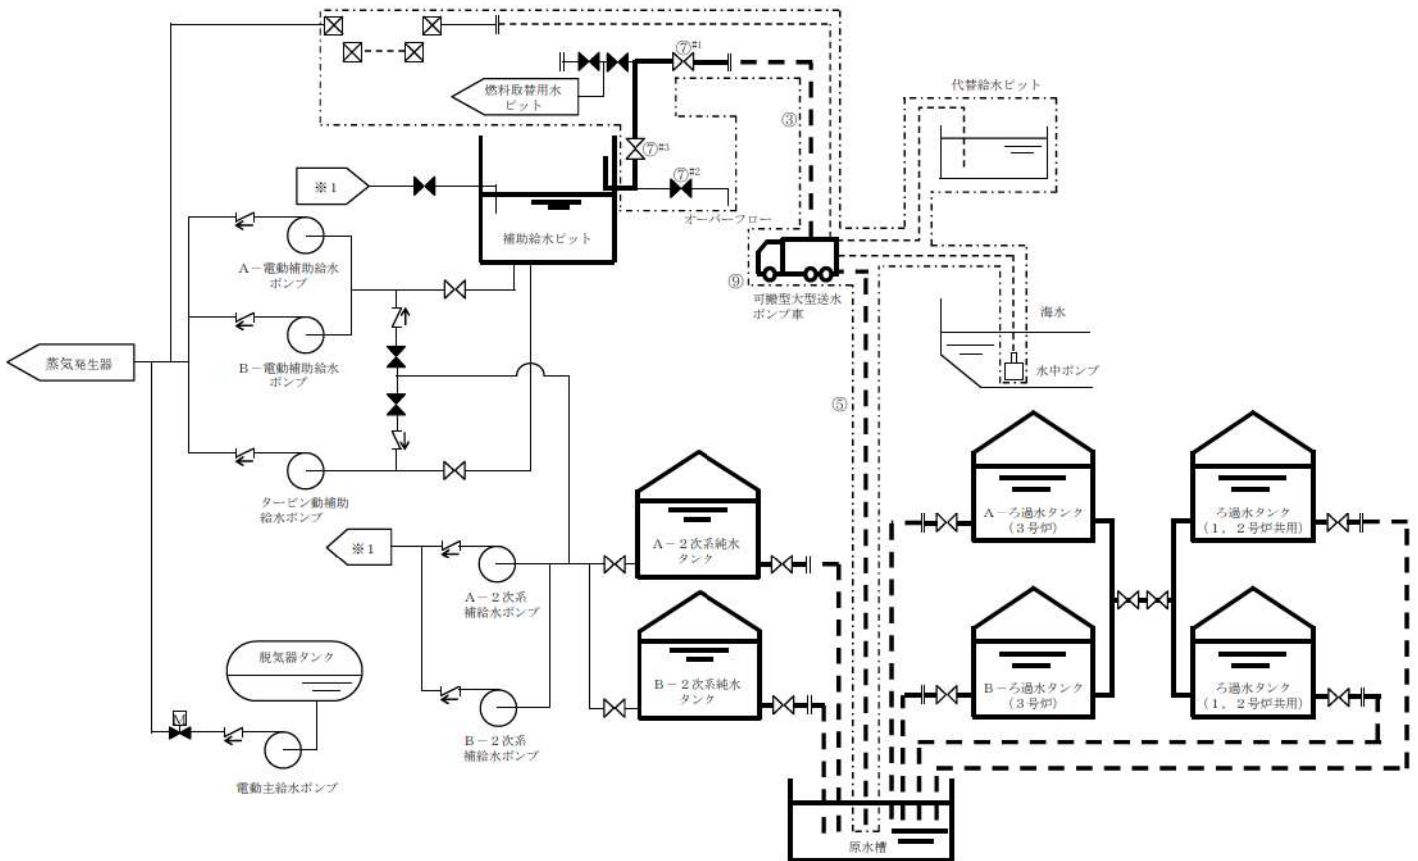 ⑦#1
燃料取替用水
ピット
代替給水ピット
③
⑦#3
⑦#2
※1
オーバーフロー
補助給水ピット
A－電動補助給水
ポンプ
⑨
可搬型大型送水
ポンプ車
海水
蒸気発生器
B－電動補助給水
ポンプ
水中ポンプ
⑤
タービン動補助
給水ポンプ
A－ろ過水タンク
(3号炉)
ろ過水タンク
(1，2号炉共用)
※1
A－2次系純水
タンク
A－2次系
補給水ポンプ
脱気器タンク
B－2次系純水
タンク
B－ろ過水タンク
(3号炉)
ろ過水タンク
(1，2号炉共用)
M
B－2次系
補給水ポンプ
電動主給水ポンプ
原水槽